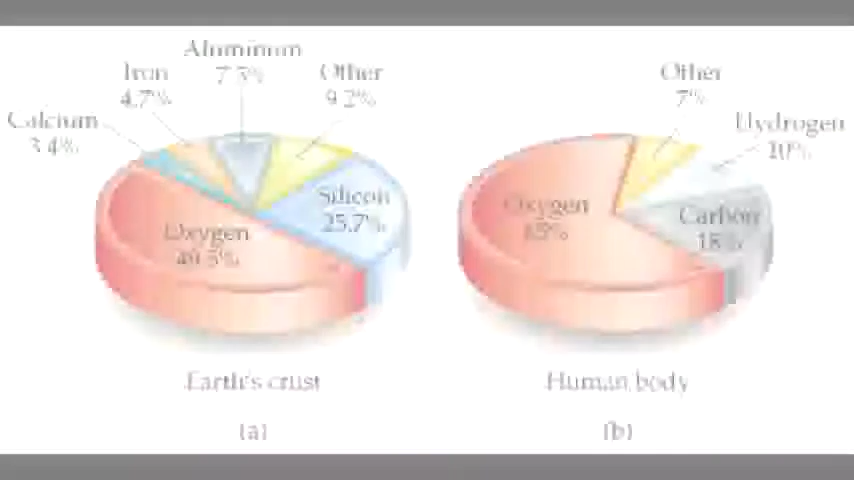 Aluminum
7.5%
Iron
4.7%
Other
9.2%
Calcium
3.4%
Silicon
25.7%
Oxygen
49.5%
Earth's crust
(a)
Other
7%
Hydrogen
10%
Oxygen
65%
Carbon
18%
Human body
(b)